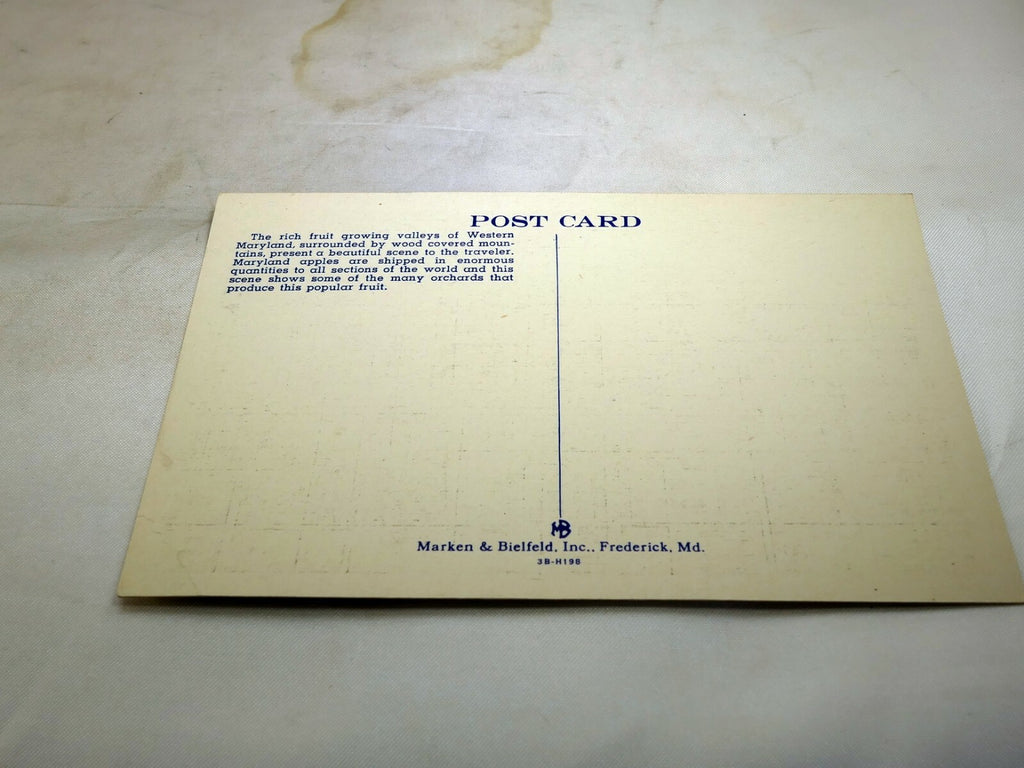 POST CARD
The rich fruit growing valleys of Western
Maryland, surrounded by wood covered moun-
tains, present a beautiful scene to the traveler.
Maryland apples are shipped in enormous
quantities to all sections of the world and this
scene shows some of the many orchards that
produce this popular fruit.
MB
Marken & Bielfeld, Inc., Frederick, Md.
3B-H198